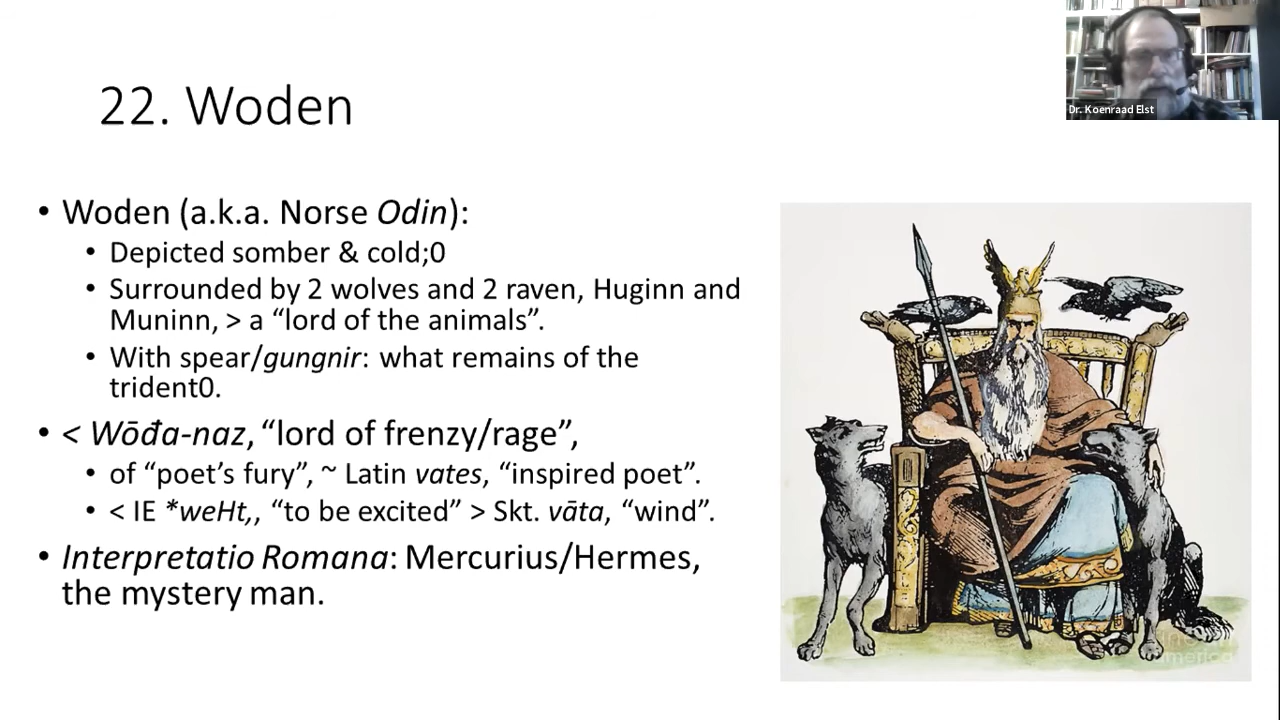 Dr. Koenraad Elst
22. Woden
• Woden (a.k.a. Norse Odin):
• Depicted somber & cold;0
• Surrounded by 2 wolves and 2 raven, Huginn and
Muninn, > a “lord of the animals”.
• With spear/gungnir: what remains of the
trident0.
• < Wōđa-naz, “lord of frenzy/rage”,
• of “poet’s fury”, ~ Latin vates, “inspired poet”.
• < IE *weHt,, “to be excited” > Skt. vāta, “wind”.
• Interpretatio Romana: Mercurius/Hermes,
the mystery man.